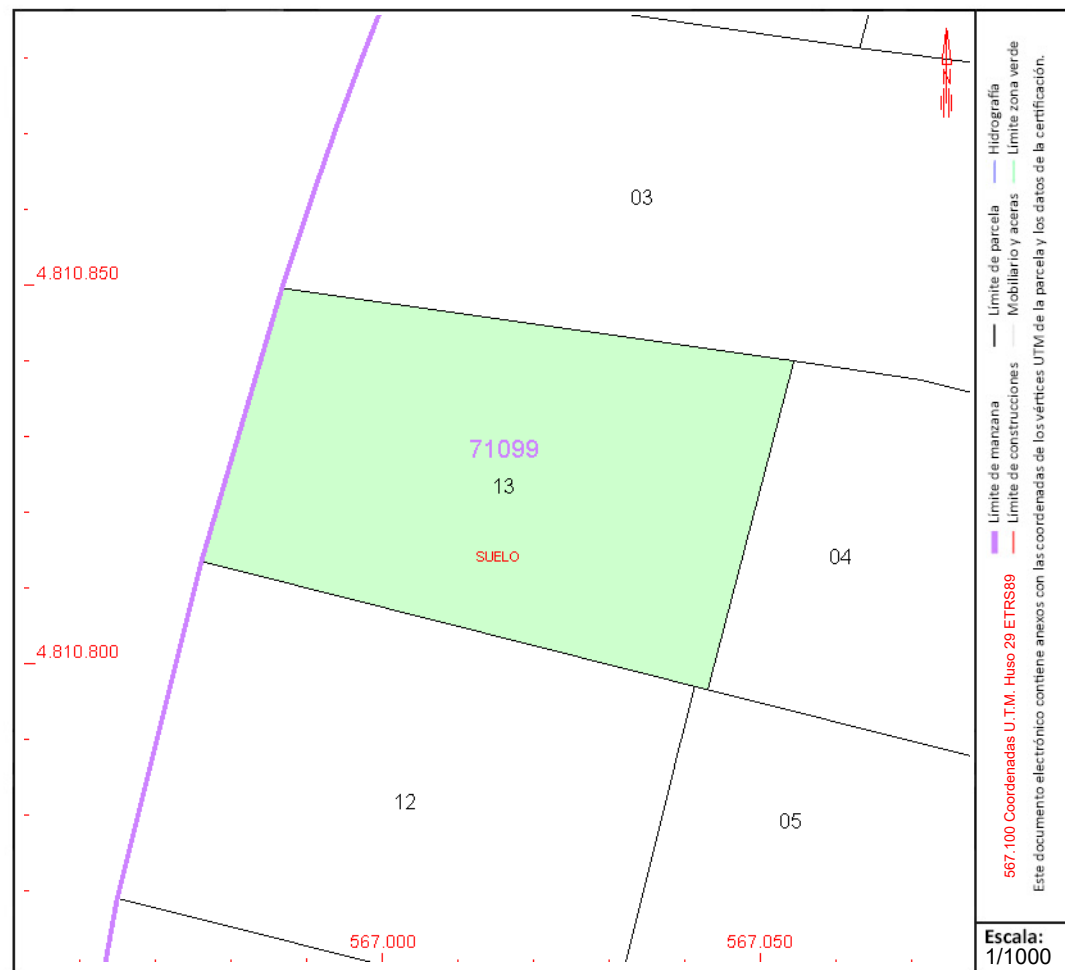 03
4.810.850
71099
13
SUELO
04
4.810.800
12
05
567.000
567.050
N
Límite de manzana
Límite de parcela
Hidrografía
Límite de construcciones
Mobiliario y aceras
Límite zona verde
567.100 Coordenadas U.T.M. Huso 29 ETRS89
Este documento electrónico contiene anexos con las coordenadas de los vértices UTM de la parcela y los datos de la certificación.
Escala:
1/1000